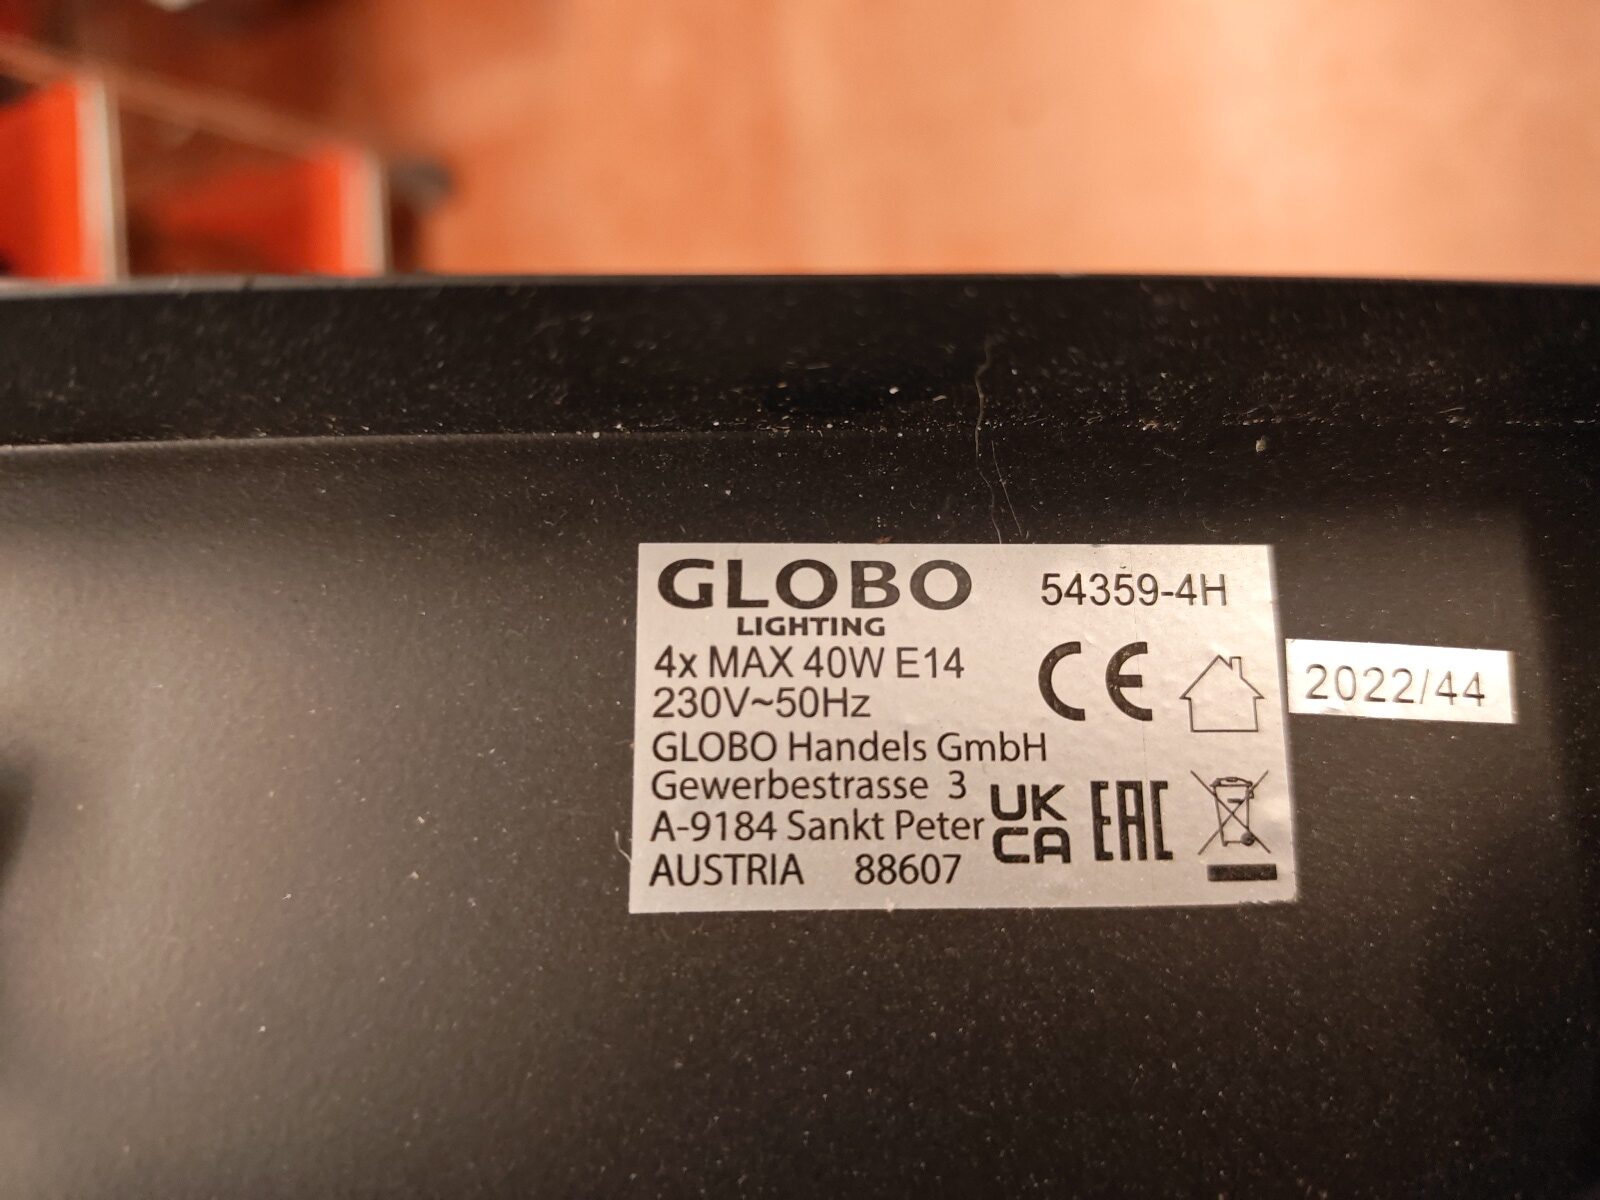 GLOBO 54359-4H
LIGHTING
4x MAX 40W E14
230V~50Hz
CE
2022/44
GLOBO Handels GmbH
Gewerbestrasse 3
A-9184 Sankt Peter
AUSTRIA 88607
UK
CA
EAC